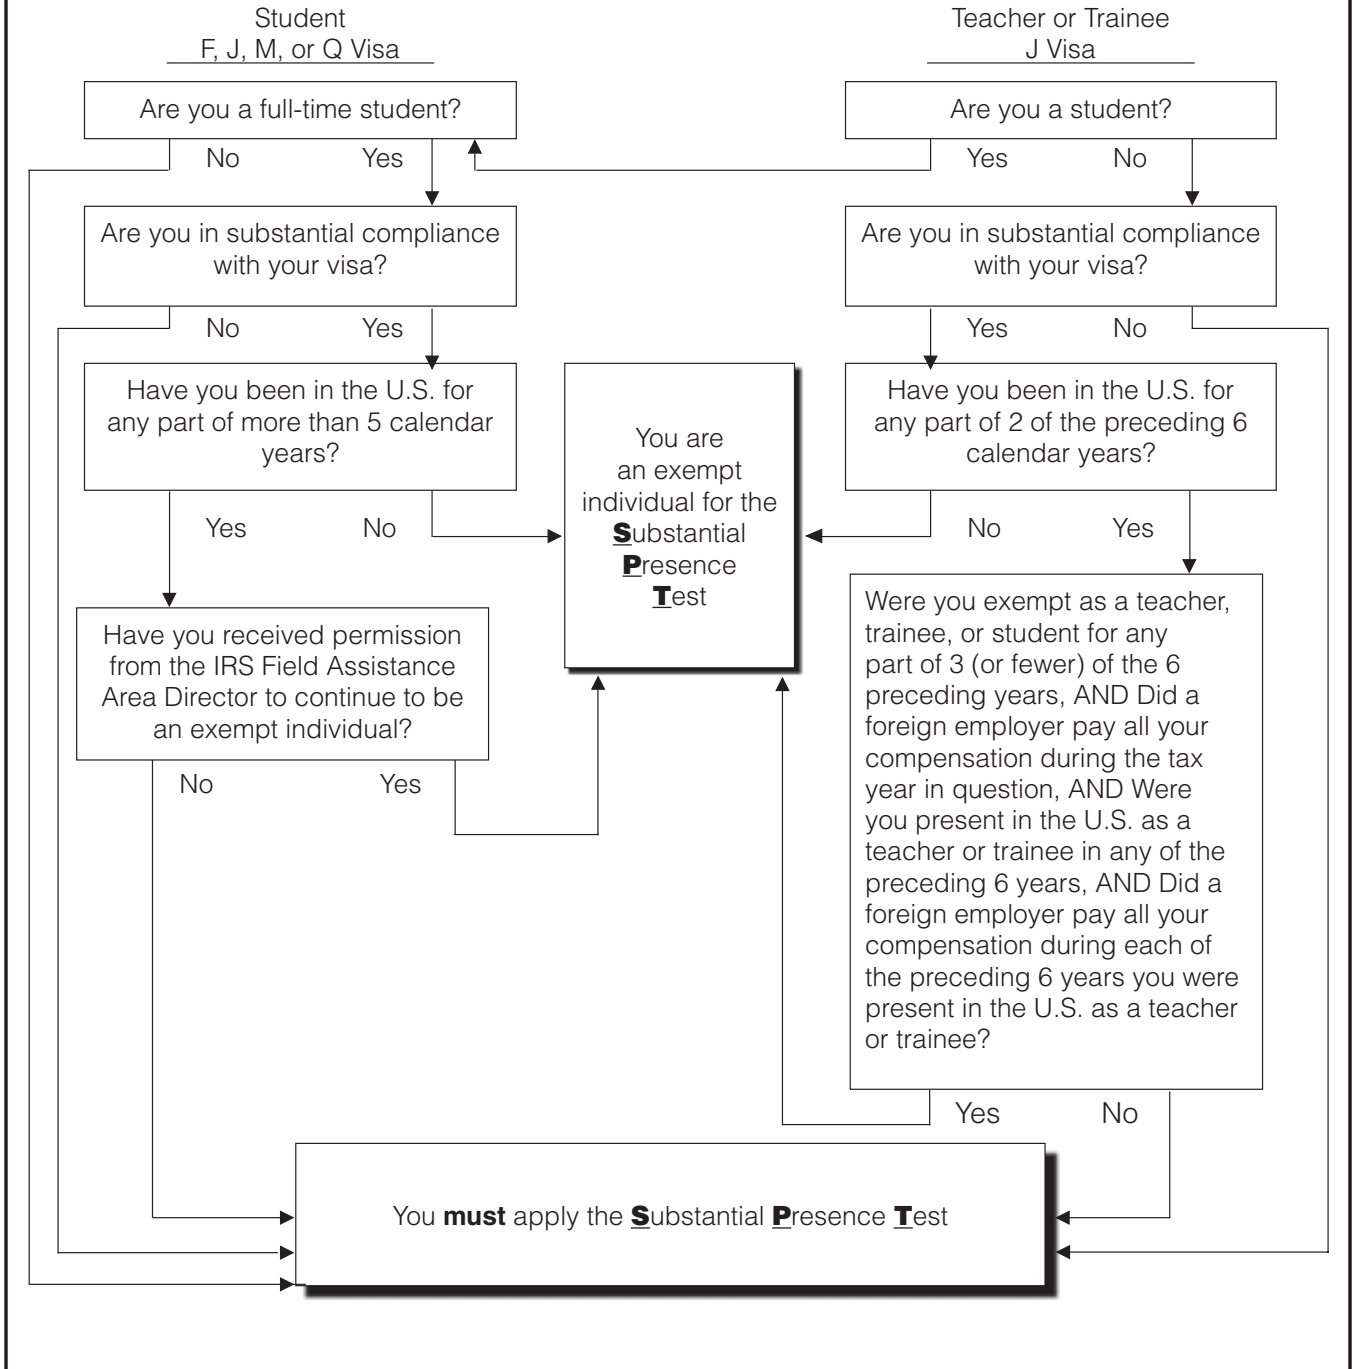 Student
F, J, M, or Q Visa
Are you a full-time student?
No
Yes
Are you in substantial compliance
with your visa?
No
Yes
Have you been in the U.S. for
any part of more than 5 calendar
years?
Yes
No
Have you received permission
from the IRS Field Assistance
Area Director to continue to be
an exempt individual?
No
Yes
You are
an exempt
individual for the
Substantial
Presence
Test
Teacher or Trainee
J Visa
Are you a student?
Yes
No
Are you in substantial compliance
with your visa?
Yes
No
Have you been in the U.S. for
any part of 2 of the preceding 6
calendar years?
No
Yes
Were you exempt as a teacher,
trainee, or student for any
part of 3 (or fewer) of the 6
preceding years, AND Did a
foreign employer pay all your
compensation during the tax
year in question, AND Were
you present in the U.S. as a
teacher or trainee in any of the
preceding 6 years, AND Did a
foreign employer pay all your
compensation during each of
the preceding 6 years you were
present in the U.S. as a teacher
or trainee?
Yes
No
You must apply the Substantial Presence Test